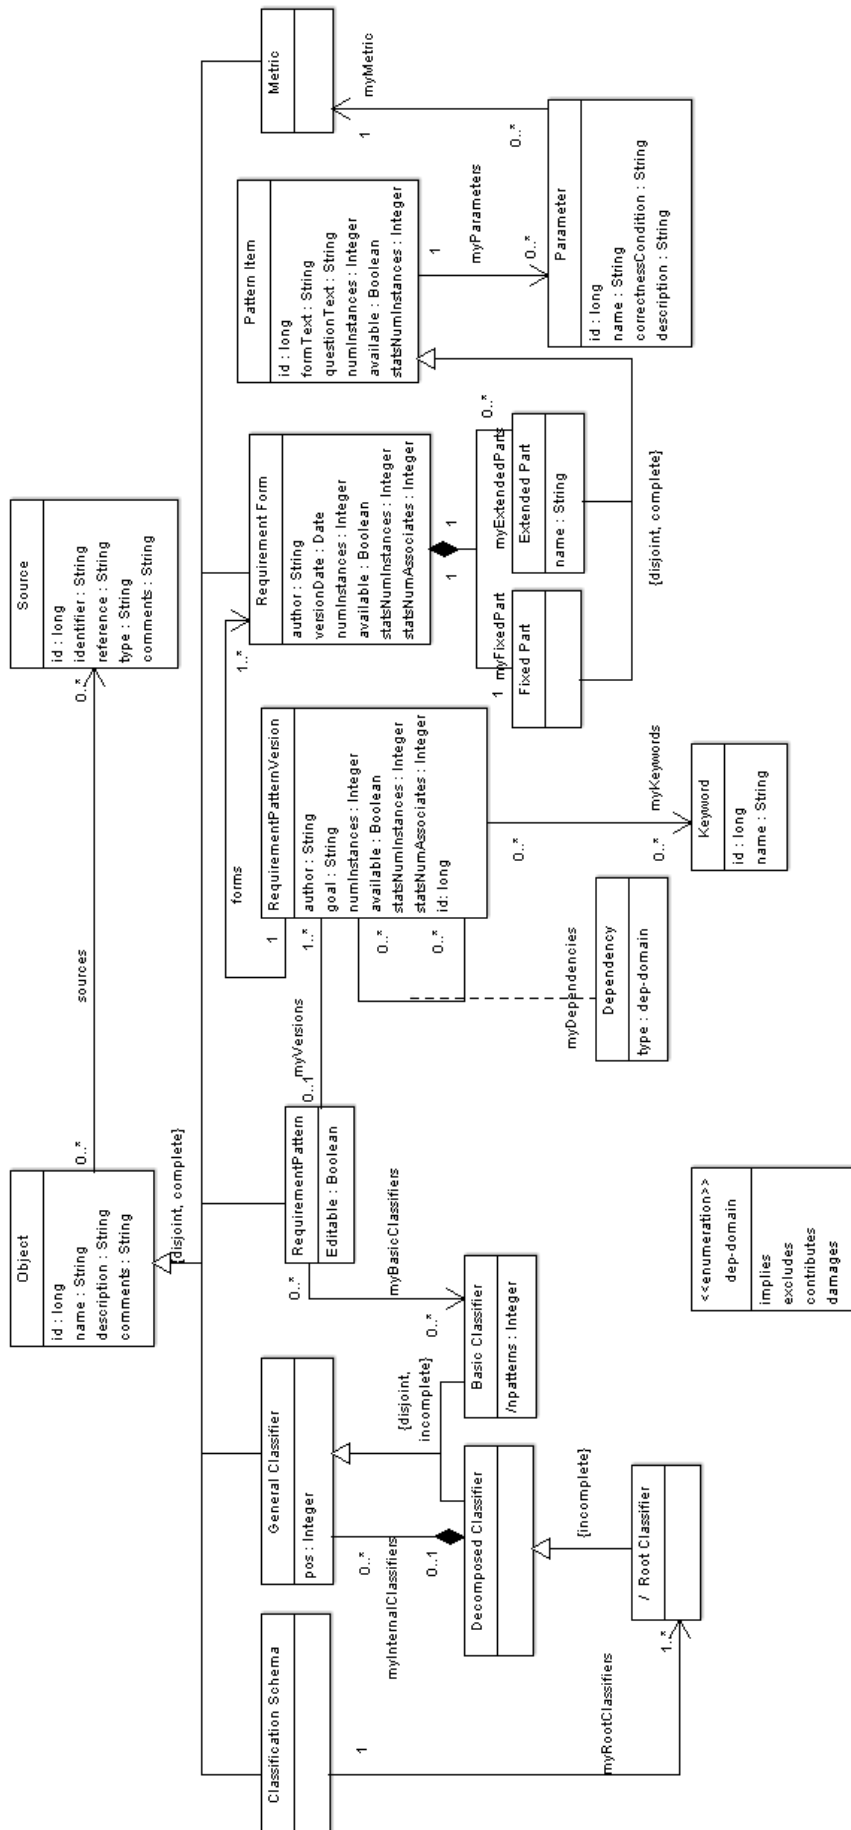 Object
id : long
name : String
description : String
comments : String
0..*
sources
0..*
Source
id : long
identifier : String
reference : String
type : String
comments : String
{disjoint, complete}
Classification Schema
1
myRootClassifiers
1..*
General Classifier
pos : Integer
0..*
myInternalClassifiers
0..1
{disjoint,
incomplete}
Decomposed Classifier
Basic Classifier
/npatterns : Integer
{incomplete}
/ Root Classifier
RequirementPattern
Editable : Boolean
0..*
myBasicClassifiers
0..*
0..1
myVersions
1..*
forms
1
1..*
RequirementPatternVersion
author : String
goal : String
numInstances : Integer
available : Boolean
statsNumInstances : Integer
statsNumAssociates : Integer
id: long
0..*
0..*
myDependencies
Dependency
type : dep-domain
0..*
myKeywords
0..*
Keyword
id : long
name : String
<<enumeration>>
dep-domain
implies
excludes
contributes
damages
Requirement Form
author : String
versionDate : Date
numInstances : Integer
available : Boolean
statsNumInstances : Integer
statsNumAssociates : Integer
1
1
myFixedPart
1
myExtendedParts
0..*
Fixed Part
Extended Part
name : String
{disjoint, complete}
Pattern Item
id : long
formText : String
questionText : String
numInstances : Integer
available : Boolean
statsNumInstances : Integer
1
myParameters
0..*
Parameter
id : long
name : String
correctnessCondition : String
description : String
0..*
myMetric
1
Metric